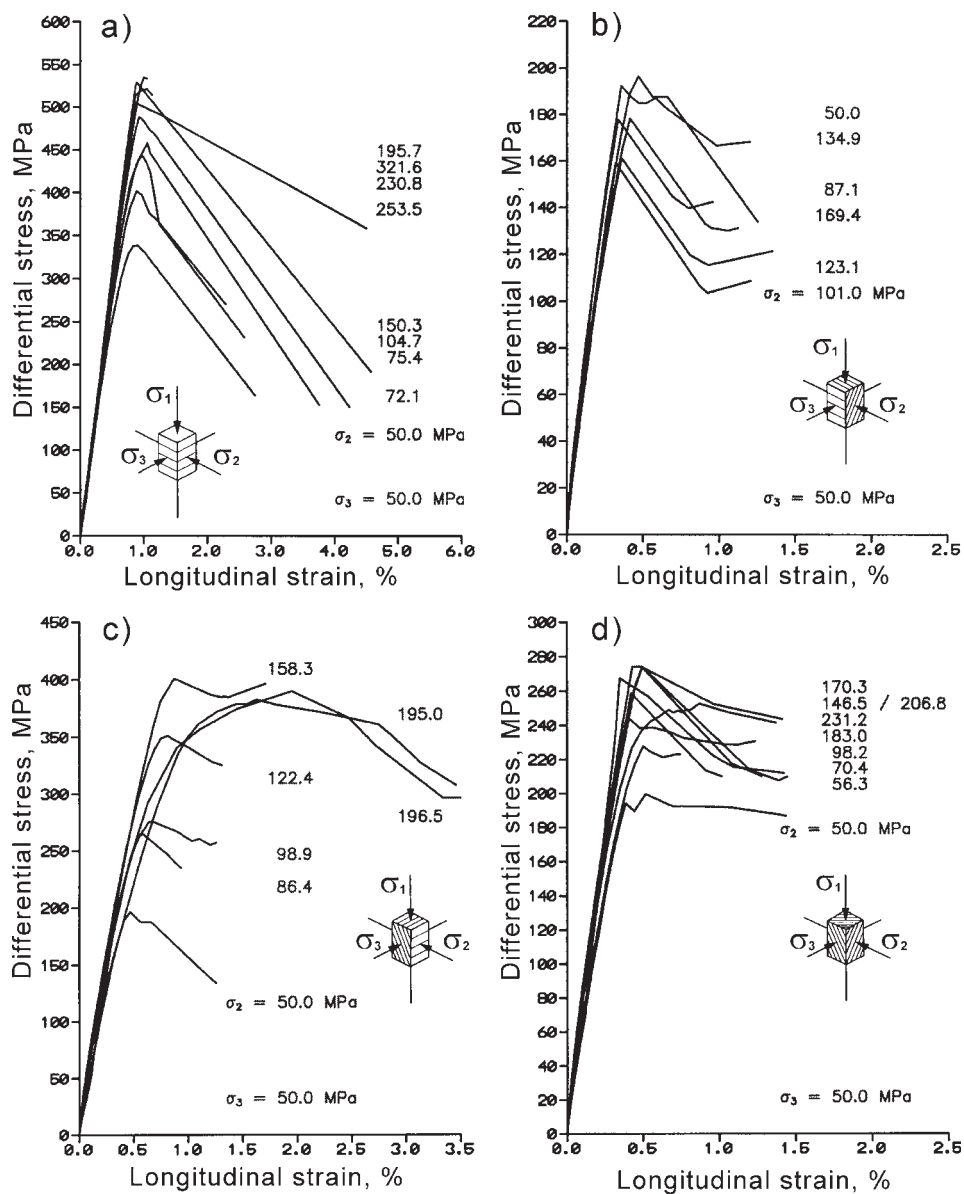 a)
Differential stress, MPa
600
550
500
450
400
350
300
250
200
150
100
50
0
0.0 1.0 2.0 3.0 4.0 5.0 6.0
Longitudinal strain, %
195.7
321.6
230.8
253.5
150.3
104.7
75.4
72.1
σ₂ = 50.0 MPa
σ₃ = 50.0 MPa
σ₁
σ₃ σ₂
b)
Differential stress, MPa
220
200
180
160
140
120
100
80
60
40
20
0
0.0 0.5 1.0 1.5 2.0 2.5
Longitudinal strain, %
50.0
134.9
87.1
169.4
123.1
σ₂ = 101.0 MPa
σ₁
σ₃ σ₂
σ₃ = 50.0 MPa
c)
Differential stress, MPa
450
400
350
300
250
200
150
100
50
0
0.0 0.5 1.0 1.5 2.0 2.5 3.0 3.5
Longitudinal strain, %
158.3
195.0
122.4
196.5
98.9
86.4
σ₁
σ₃ σ₂
σ₂ = 50.0 MPa
σ₃ = 50.0 MPa
d)
Differential stress, MPa
300
280
260
240
220
200
180
160
140
120
100
80
60
40
20
0
0.0 0.5 1.0 1.5 2.0 2.5
Longitudinal strain, %
170.3
146.5 / 206.8
231.2
183.0
98.2
70.4
56.3
σ₂ = 50.0 MPa
σ₁
σ₃ σ₂
σ₃ = 50.0 MPa